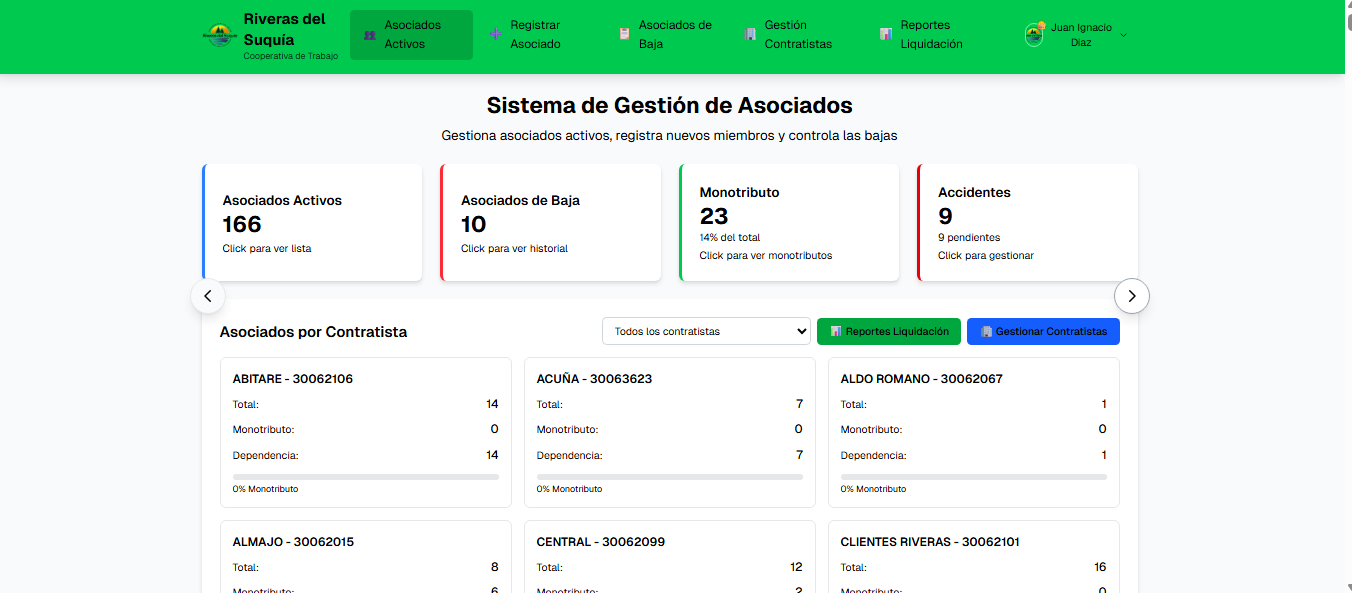 Riveras del
Suquía
Cooperativa de Trabajo
Asociados
Activos
Registrar
Asociado
Asociados de
Baja
Gestión
Contratistas
Reportes
Liquidación
Juan Ignacio
Diaz
Sistema de Gestión de Asociados
Gestiona asociados activos, registra nuevos miembros y controla las bajas
Asociados Activos
166
Click para ver lista
Asociados de Baja
10
Click para ver historial
Monotributo
23
14% del total
Click para ver monotributos
Accidentes
9
9 pendientes
Click para gestionar
Asociados por Contratista
Todos los contratistas
Reportes Liquidación
Gestionar Contratistas
ABITARE - 30062106
Total: 14
Monotributo: 0
Dependencia: 14
0% Monotributo
ACUÑA - 30063623
Total: 7
Monotributo: 0
Dependencia: 7
0% Monotributo
ALDO ROMANO - 30062067
Total: 1
Monotributo: 0
Dependencia: 1
0% Monotributo
ALMAJO - 30062015
Total: 8
Monotributo: 6
CENTRAL - 30062099
Total: 12
Monotributo: 2
CLIENTES RIVERAS - 30062101
Total: 16
Monotributo: 0